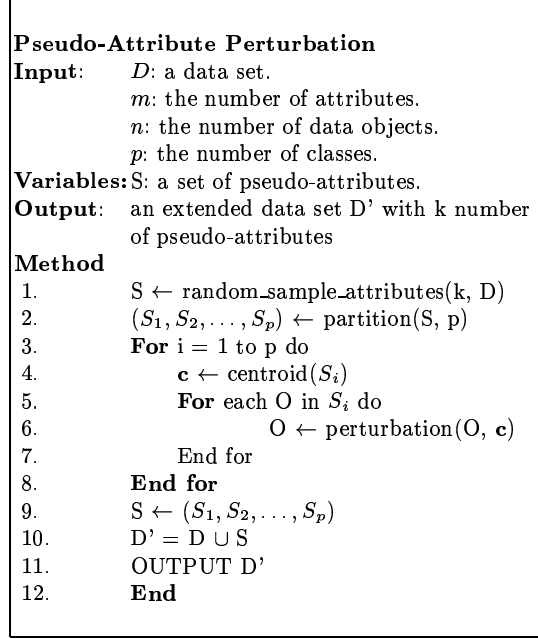 Pseudo-Attribute Perturbation
Input: D: a data set.
m: the number of attributes.
n: the number of data objects.
p: the number of classes.
Variables: S: a set of pseudo-attributes.
Output: an extended data set D' with k number
of pseudo-attributes
Method
1. S ← random_sample_attributes(k, D)
2. (S₁, S₂, . . . , Sₚ) ← partition(S, p)
3. For i = 1 to p do
4. c ← centroid(Sᵢ)
5. For each O in Sᵢ do
6. O ← perturbation(O, c)
7. End for
8. End for
9. S ← (S₁, S₂, . . . , Sₚ)
10. D' = D ∪ S
11. OUTPUT D'
12. End